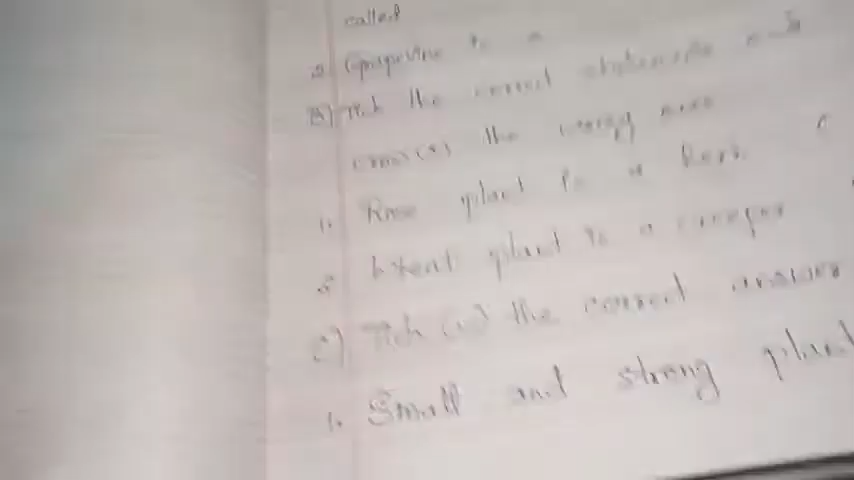 called
2. Grapevine is a
B) Tick the correct statements and
cross(x) the wrong ones
1. Rose plant is a herb
2. plant is a creeper
C) Tick (✓) the correct answer
1. Small and strong plant